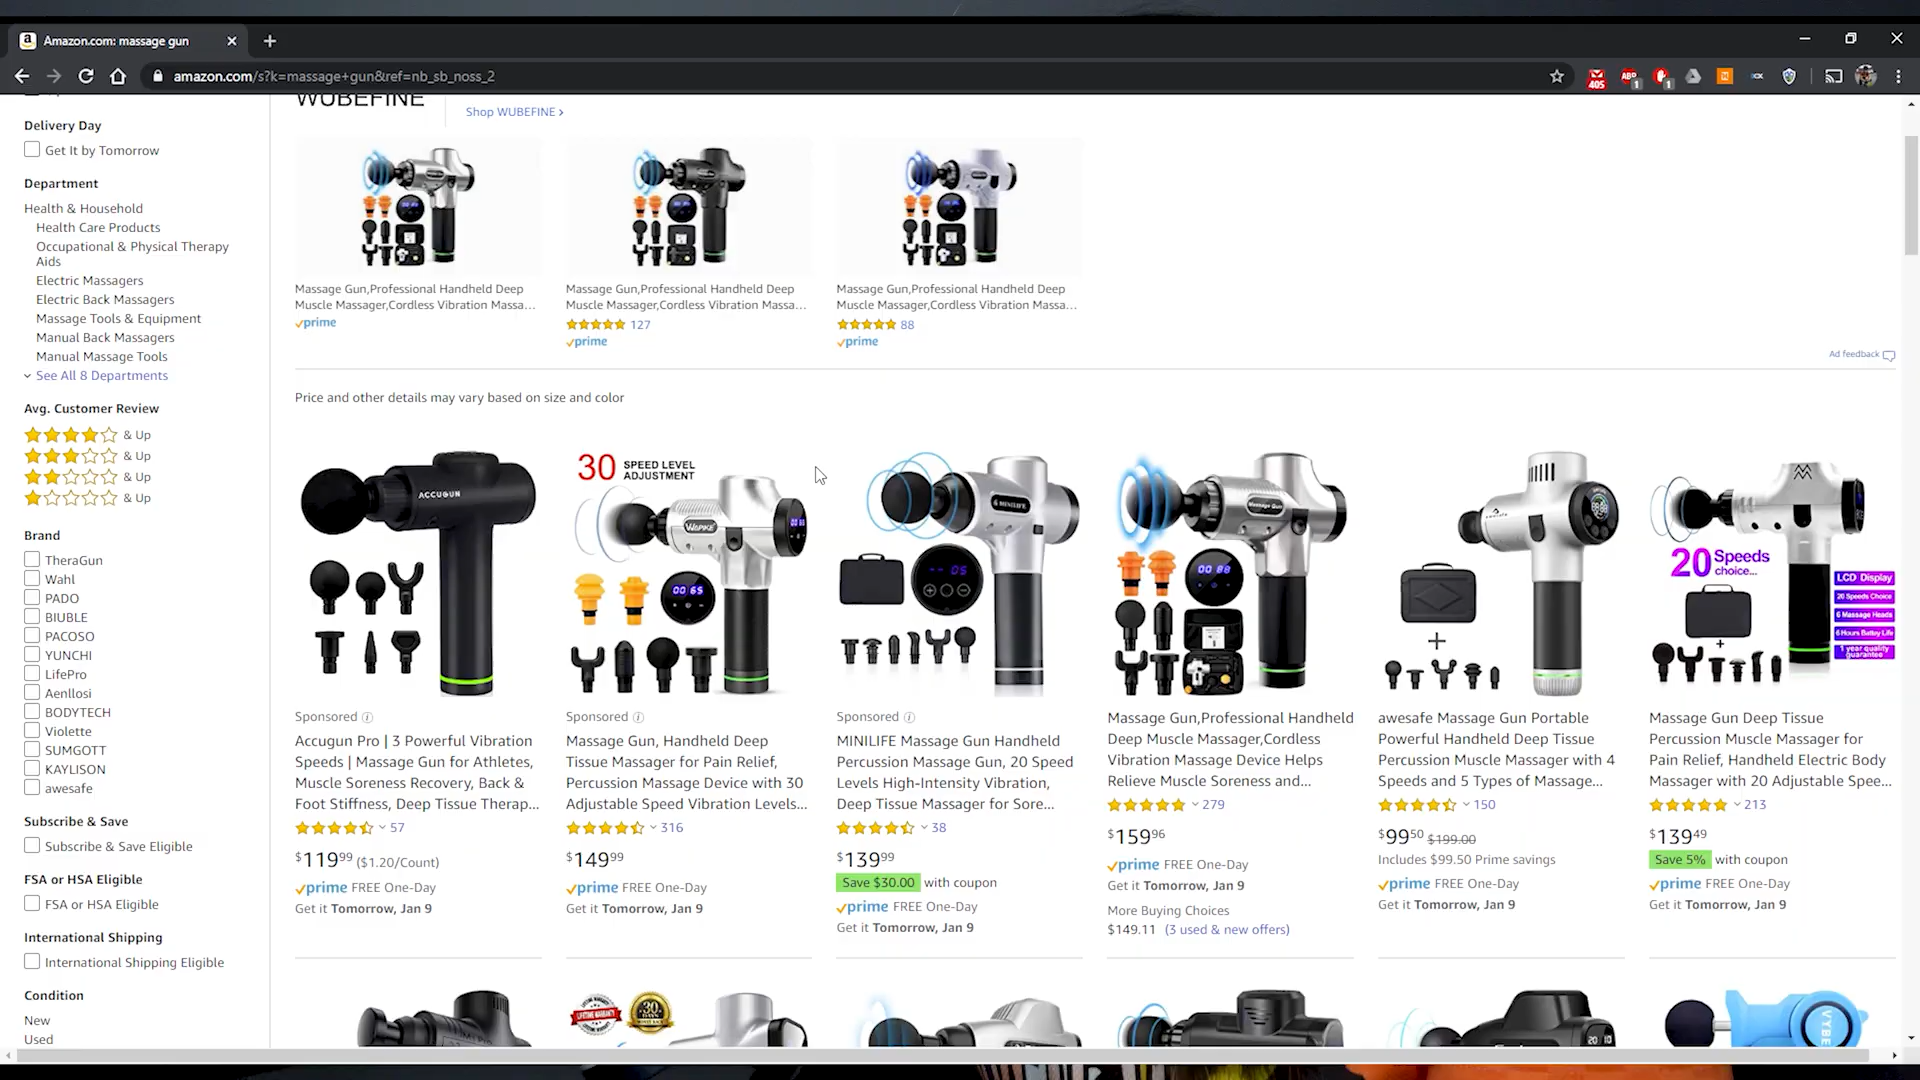 Amazon.com: massage gun
amazon.com/s?k=massage+gun&ref=nb_sb_noss_2
405
ABP
1
1
WUBEFINE
Shop WUBEFINE ›
Delivery Day
Get It by Tomorrow
Department
Health & Household
Health Care Products
Occupational & Physical Therapy
Aids
Electric Massagers
Electric Back Massagers
Massage Tools & Equipment
Manual Back Massagers
Manual Massage Tools
See All 8 Departments
Avg. Customer Review
& Up
& Up
& Up
& Up
Brand
TheraGun
Wahl
PADO
BIUBLE
PACOSO
YUNCHI
LifePro
Aenllosi
BODYTECH
Violette
SUMGOTT
KAYLISON
awesafe
Subscribe & Save
Subscribe & Save Eligible
FSA or HSA Eligible
FSA or HSA Eligible
International Shipping
International Shipping Eligible
Condition
New
Used
Massage Gun,Professional Handheld Deep
Muscle Massager,Cordless Vibration Massa…
prime
Massage Gun,Professional Handheld Deep
Muscle Massager,Cordless Vibration Massa…
127
prime
Massage Gun,Professional Handheld Deep
Muscle Massager,Cordless Vibration Massa…
88
prime
Ad feedback
Price and other details may vary based on size and color
ACCUGUN
Sponsored
Accugun Pro | 3 Powerful Vibration
Speeds | Massage Gun for Athletes,
Muscle Soreness Recovery, Back &
Foot Stiffness, Deep Tissue Therap…
57
$119.99 ($1.20/Count)
prime FREE One-Day
Get it Tomorrow, Jan 9
30 SPEED LEVEL
ADJUSTMENT
WAPIKE
00 65
Sponsored
Massage Gun, Handheld Deep
Tissue Massager for Pain Relief,
Percussion Massage Device with 30
Adjustable Speed Vibration Levels…
316
$149.99
prime FREE One-Day
Get it Tomorrow, Jan 9
MINILIFE
-- 05
Sponsored
MINILIFE Massage Gun Handheld
Percussion Massage Gun, 20 Speed
Levels High-Intensity Vibration,
Deep Tissue Massager for Sore…
38
$139.99
Save $30.00 with coupon
prime FREE One-Day
Get it Tomorrow, Jan 9
Massage Gun
00 88
Massage Gun,Professional Handheld
Deep Muscle Massager,Cordless
Vibration Massage Device Helps
Relieve Muscle Soreness and…
279
$159.96
prime FREE One-Day
Get it Tomorrow, Jan 9
More Buying Choices
$149.11 (3 used & new offers)
awesafe Massage Gun Portable
Powerful Handheld Deep Tissue
Percussion Muscle Massager with 4
Speeds and 5 Types of Massage…
150
$99.50 $199.00
Includes $99.50 Prime savings
prime FREE One-Day
Get it Tomorrow, Jan 9
20 Speeds
choice...
LCD Display
20 Speeds Choice
6 Massage Heads
6 Hours Battey Life
1 year quality
guarantee
Massage Gun Deep Tissue
Percussion Muscle Massager for
Pain Relief, Handheld Electric Body
Massager with 20 Adjustable Spee…
213
$139.49
Save 5% with coupon
prime FREE One-Day
Get it Tomorrow, Jan 9
LIFETIME WARRANTY
30
VYBE
20 10